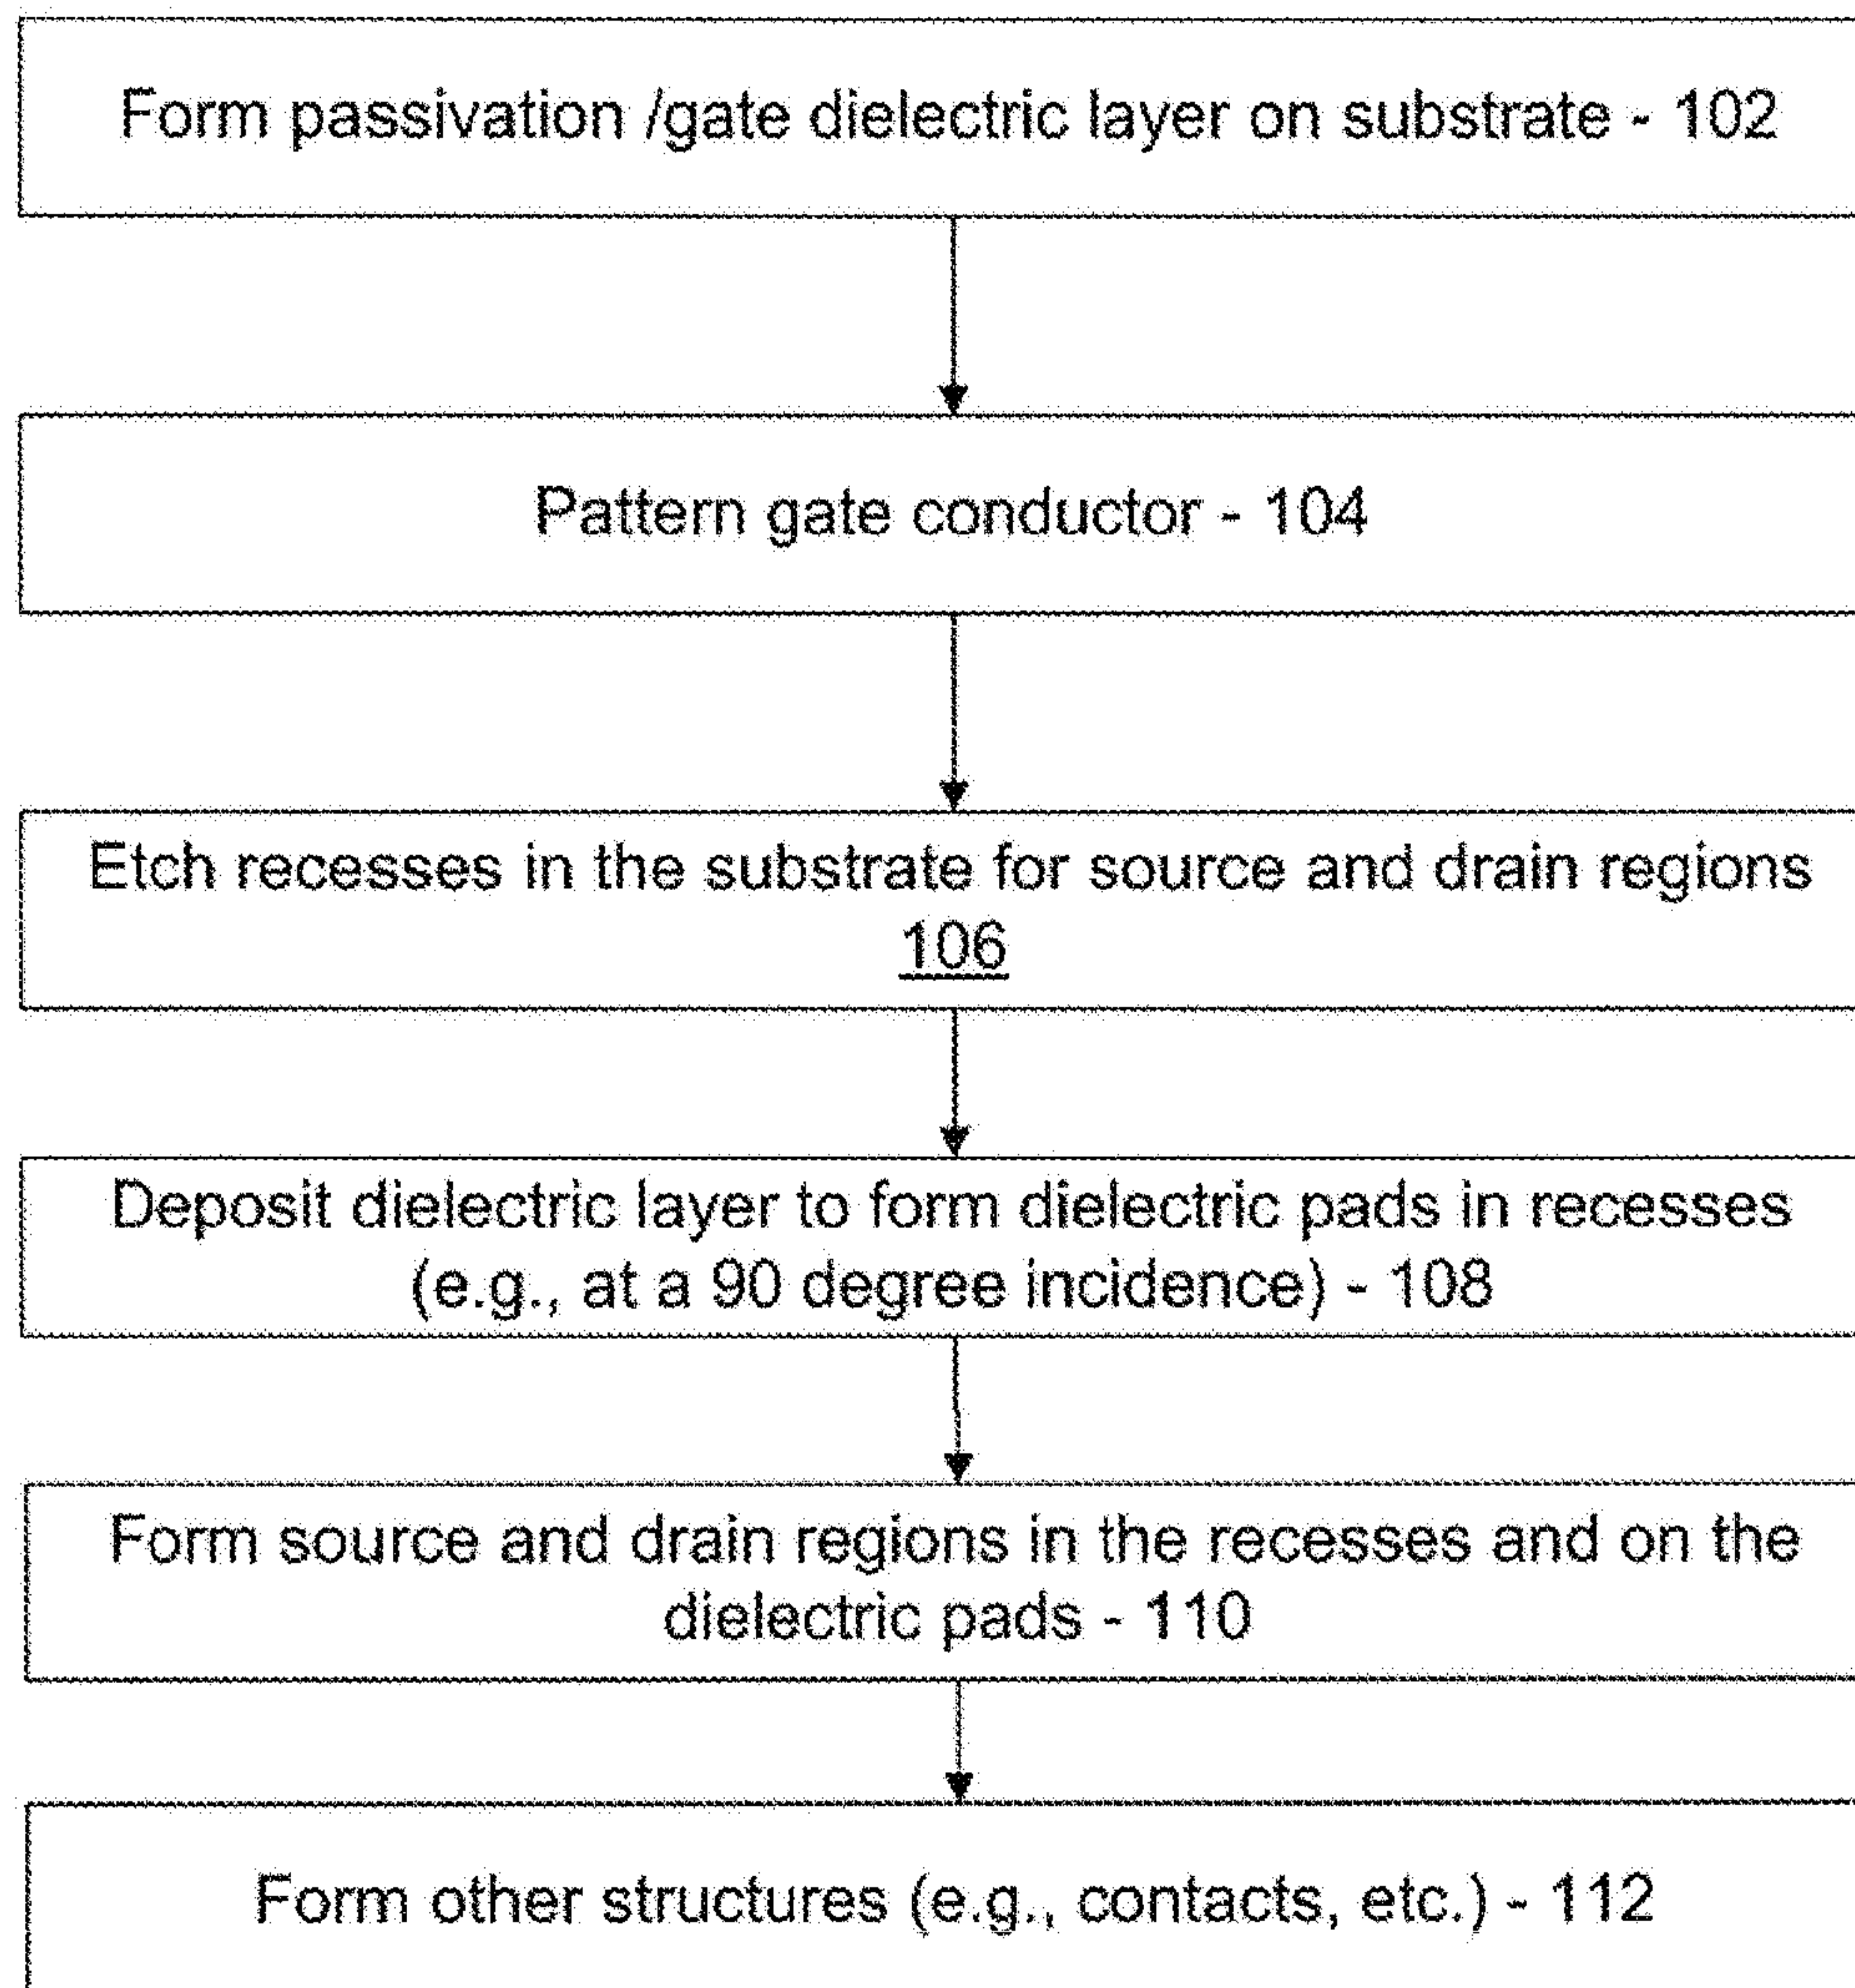 Form passivation /gate dielectric layer on substrate - 102
Pattern gate conductor - 104
Etch recesses in the substrate for source and drain regions
106
Deposit dielectric layer to form dielectric pads in recesses
(e.g., at a 90 degree incidence) - 108
Form source and drain regions in the recesses and on the
dielectric pads - 110
Form other structures (e.g., contacts, etc.) - 112